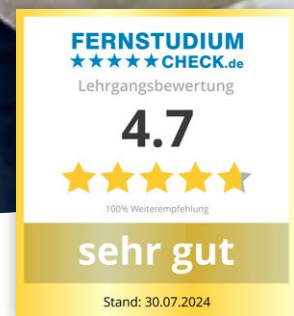 FERNSTUDIUM
★★★★★CHECK.de
Lehrgangsbewertung
4.7
100% Weiterempfehlung
sehr gut
Stand: 30.07.2024